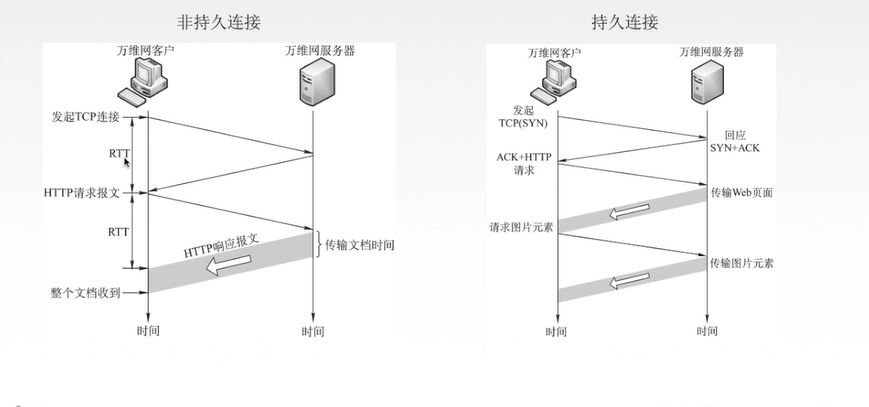 非持久连接
持久连接
万维网客户
万维网服务器
发起TCP连接
RTT
HTTP请求报文
RTT
HTTP响应报文
传输文档时间
整个文档收到
时间
时间
万维网客户
万维网服务器
发起
TCP(SYN)
回应
SYN+ACK
ACK+HTTP
请求
传输Web页面
请求图片元素
传输图片元素
时间
时间